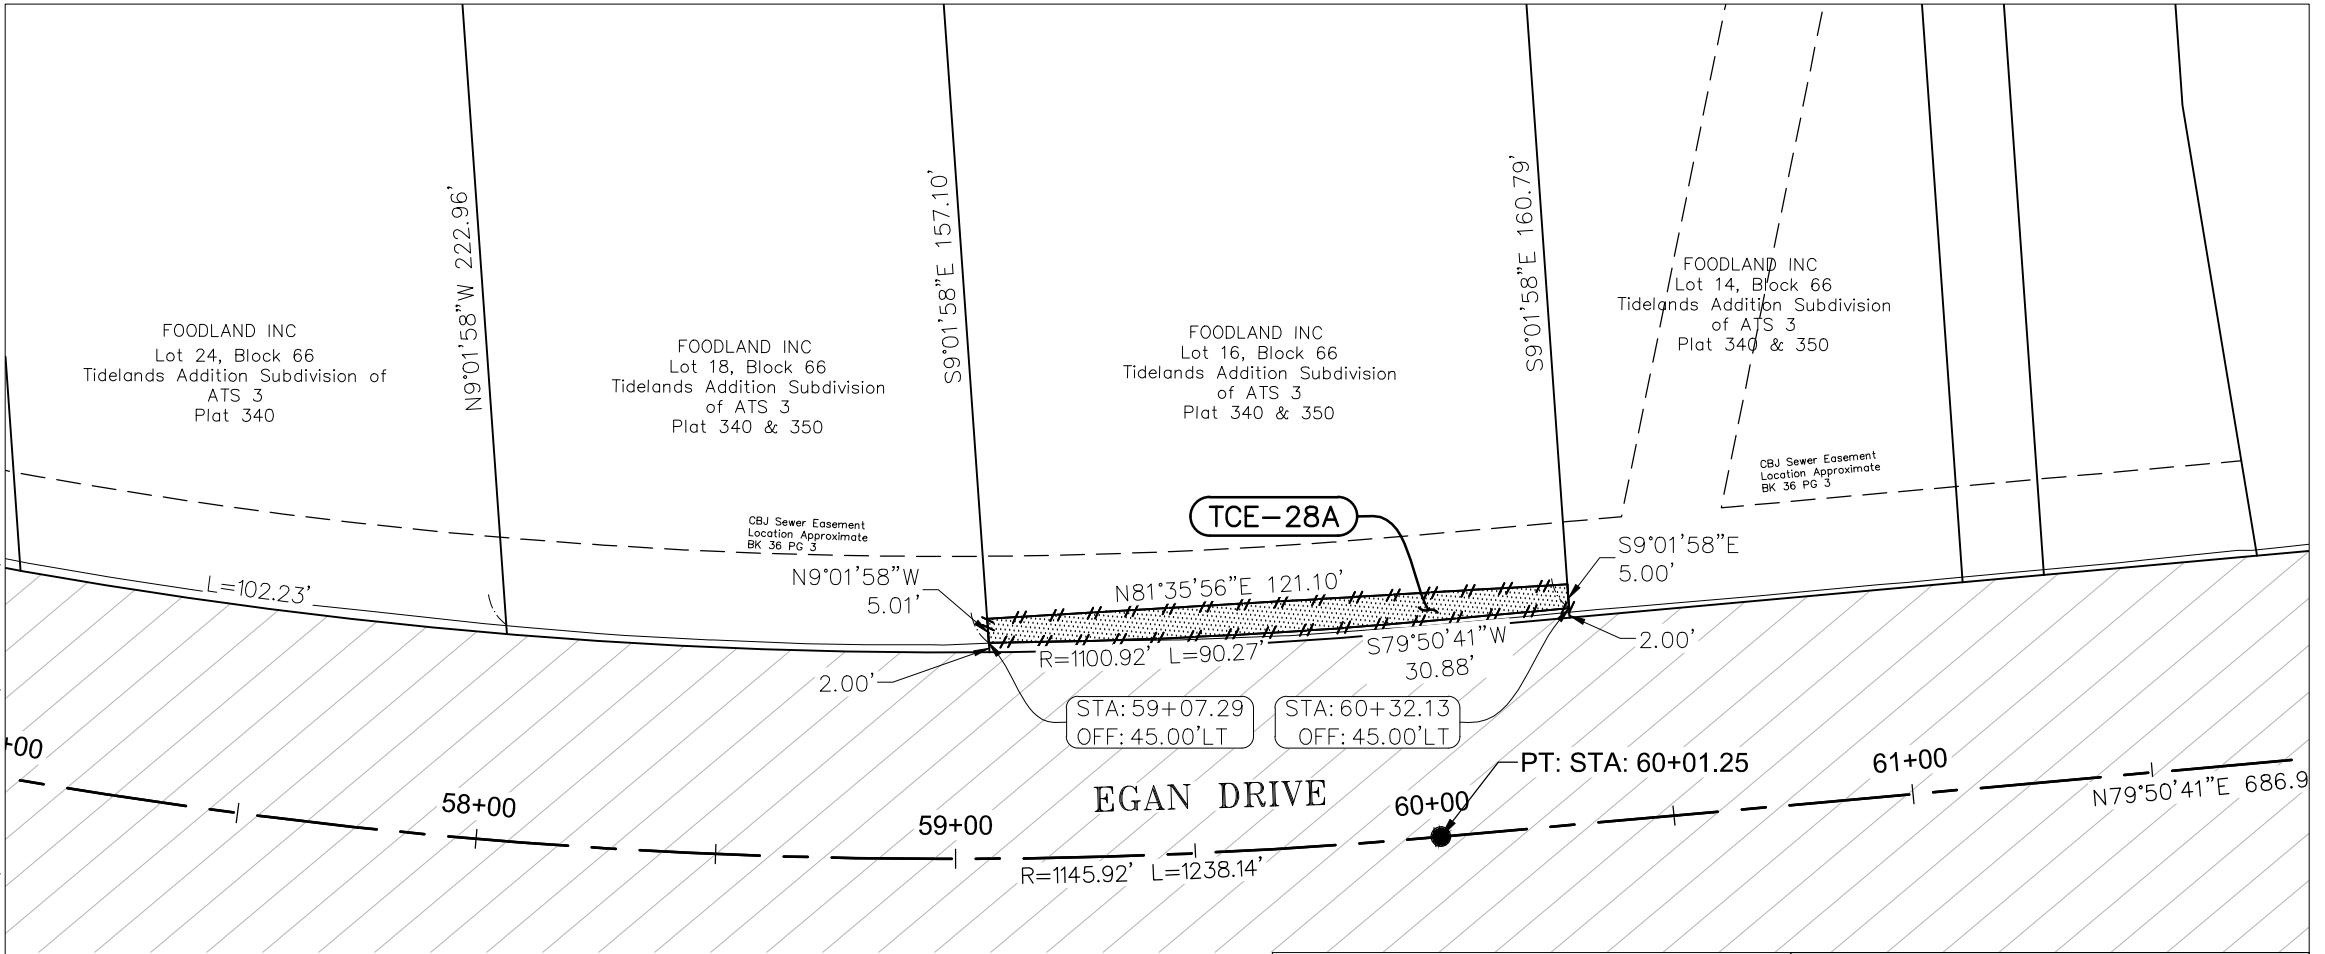 FOODLAND INC
Lot 24, Block 66
Tidelands Addition Subdivision of
ATS 3
Plat 340
N9°01'58"W 222.96'
FOODLAND INC
Lot 18, Block 66
Tidelands Addition Subdivision
of ATS 3
Plat 340 & 350
S9°01'58"E 157.10'
FOODLAND INC
Lot 16, Block 66
Tidelands Addition Subdivision
of ATS 3
Plat 340 & 350
S9°01'58"E 160.79'
FOODLAND INC
Lot 14, Block 66
Tidelands Addition Subdivision
of ATS 3
Plat 340 & 350
CBJ Sewer Easement
Location Approximate
BK 36 PG 3
CBJ Sewer Easement
Location Approximate
BK 36 PG 3
TCE-28A
L=102.23'
N9°01'58"W
5.01'
N81°35'56"E 121.10'
S9°01'58"E
5.00'
2.00'
R=1100.92' L=90.27'
S79°50'41"W
30.88'
2.00'
STA: 59+07.29
OFF: 45.00'LT
STA: 60+32.13
OFF: 45.00'LT
+00
58+00
59+00
EGAN DRIVE
60+00
PT: STA: 60+01.25
61+00
N79°50'41"E 686.9
R=1145.92' L=1238.14'